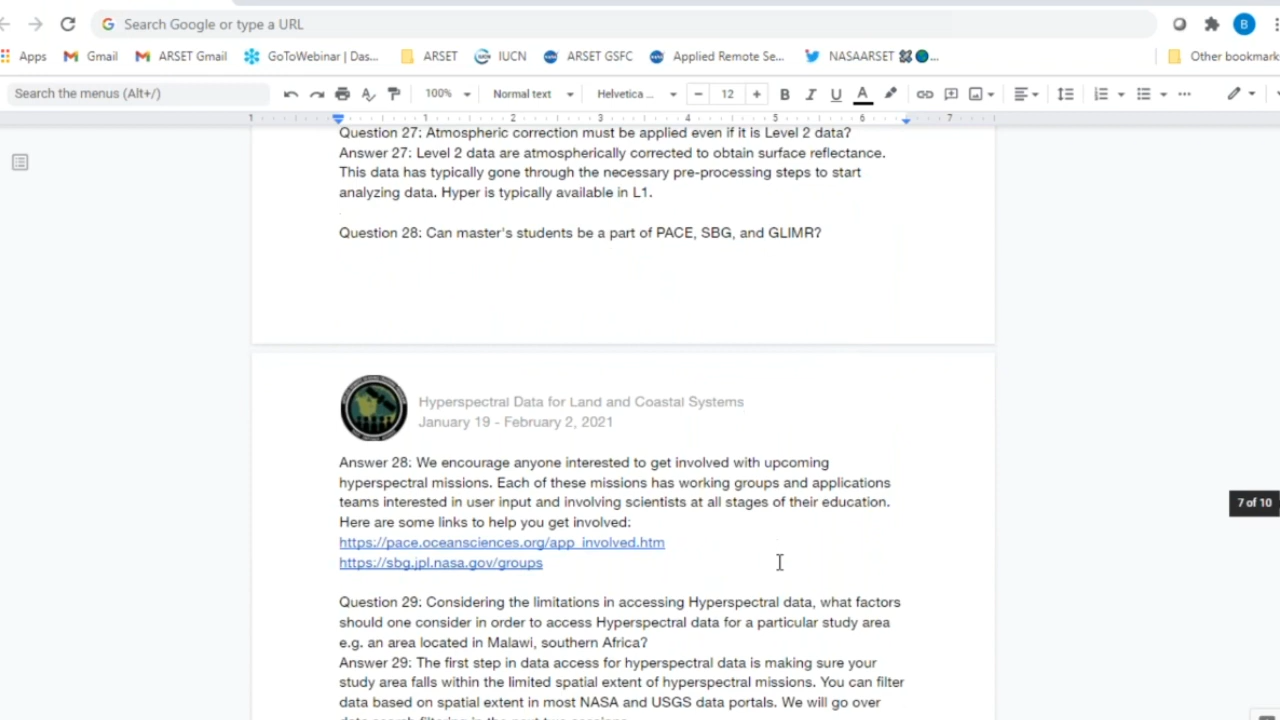 Search Google or type a URL
B
Apps Gmail ARSET Gmail GoToWebinar | Das... ARSET IUCN ARSET GSFC Applied Remote Se... NASAARSET ... Other bookmark
Search the menus (Alt+/) 100% Normal text Helvetica ... 12 B I U A
1 1 2 3 4 5 6 7
Question 27: Atmospheric correction must be applied even if it is Level 2 data?
Answer 27: Level 2 data are atmospherically corrected to obtain surface reflectance.
This data has typically gone through the necessary pre-processing steps to start
analyzing data. Hyper is typically available in L1.
Question 28: Can master's students be a part of PACE, SBG, and GLIMR?
Hyperspectral Data for Land and Coastal Systems
January 19 - February 2, 2021
Answer 28: We encourage anyone interested to get involved with upcoming
hyperspectral missions. Each of these missions has working groups and applications
teams interested in user input and involving scientists at all stages of their education.
7 of 10
Here are some links to help you get involved:
https://pace.oceansciences.org/app_involved.htm
https://sbg.jpl.nasa.gov/groups
Question 29: Considering the limitations in accessing Hyperspectral data, what factors
should one consider in order to access Hyperspectral data for a particular study area
e.g. an area located in Malawi, southern Africa?
Answer 29: The first step in data access for hyperspectral data is making sure your
study area falls within the limited spatial extent of hyperspectral missions. You can filter
data based on spatial extent in most NASA and USGS data portals. We will go over